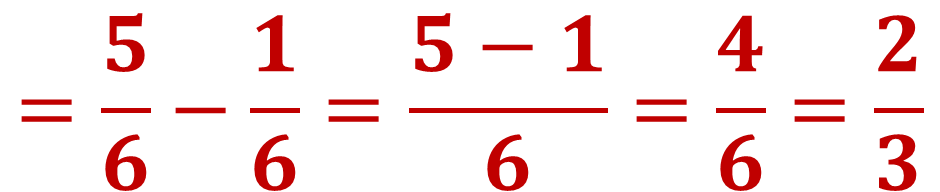 = 5/6 − 1/6 = (5 − 1)/6 = 4/6 = 2/3